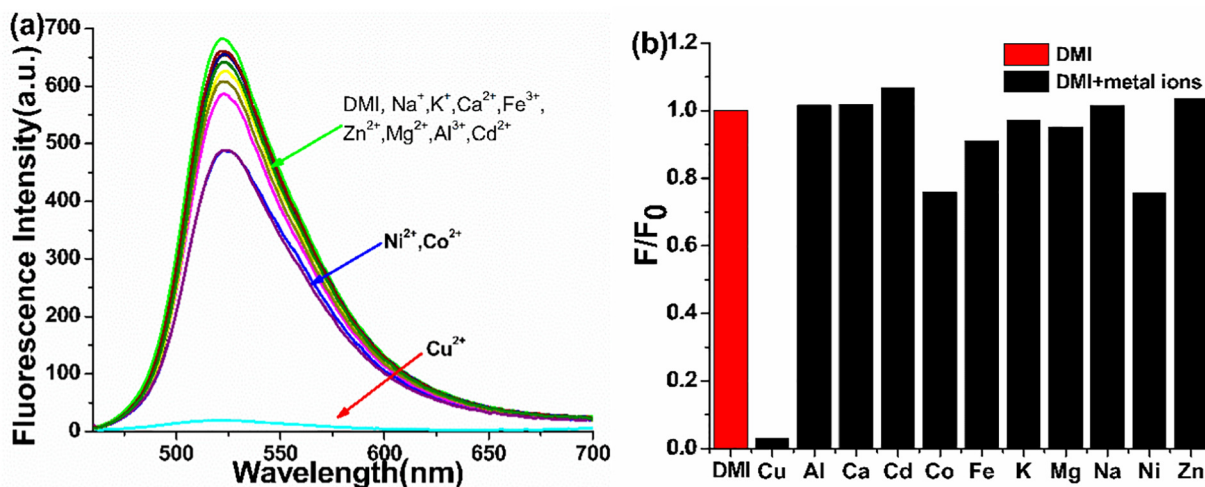 (a)
Fluorescence Intensity(a.u.)
700
600
500
400
300
200
100
0
DMI, Na⁺,K⁺,Ca²⁺,Fe³⁺,
Zn²⁺,Mg²⁺,Al³⁺,Cd²⁺
Ni²⁺,Co²⁺
Cu²⁺
500 550 600 650 700
Wavelength(nm)
(b)
F/F₀
1.2
1.0
0.8
0.6
0.4
0.2
0.0
DMI
DMI+metal ions
DMI Cu Al Ca Cd Co Fe K Mg Na Ni Zn